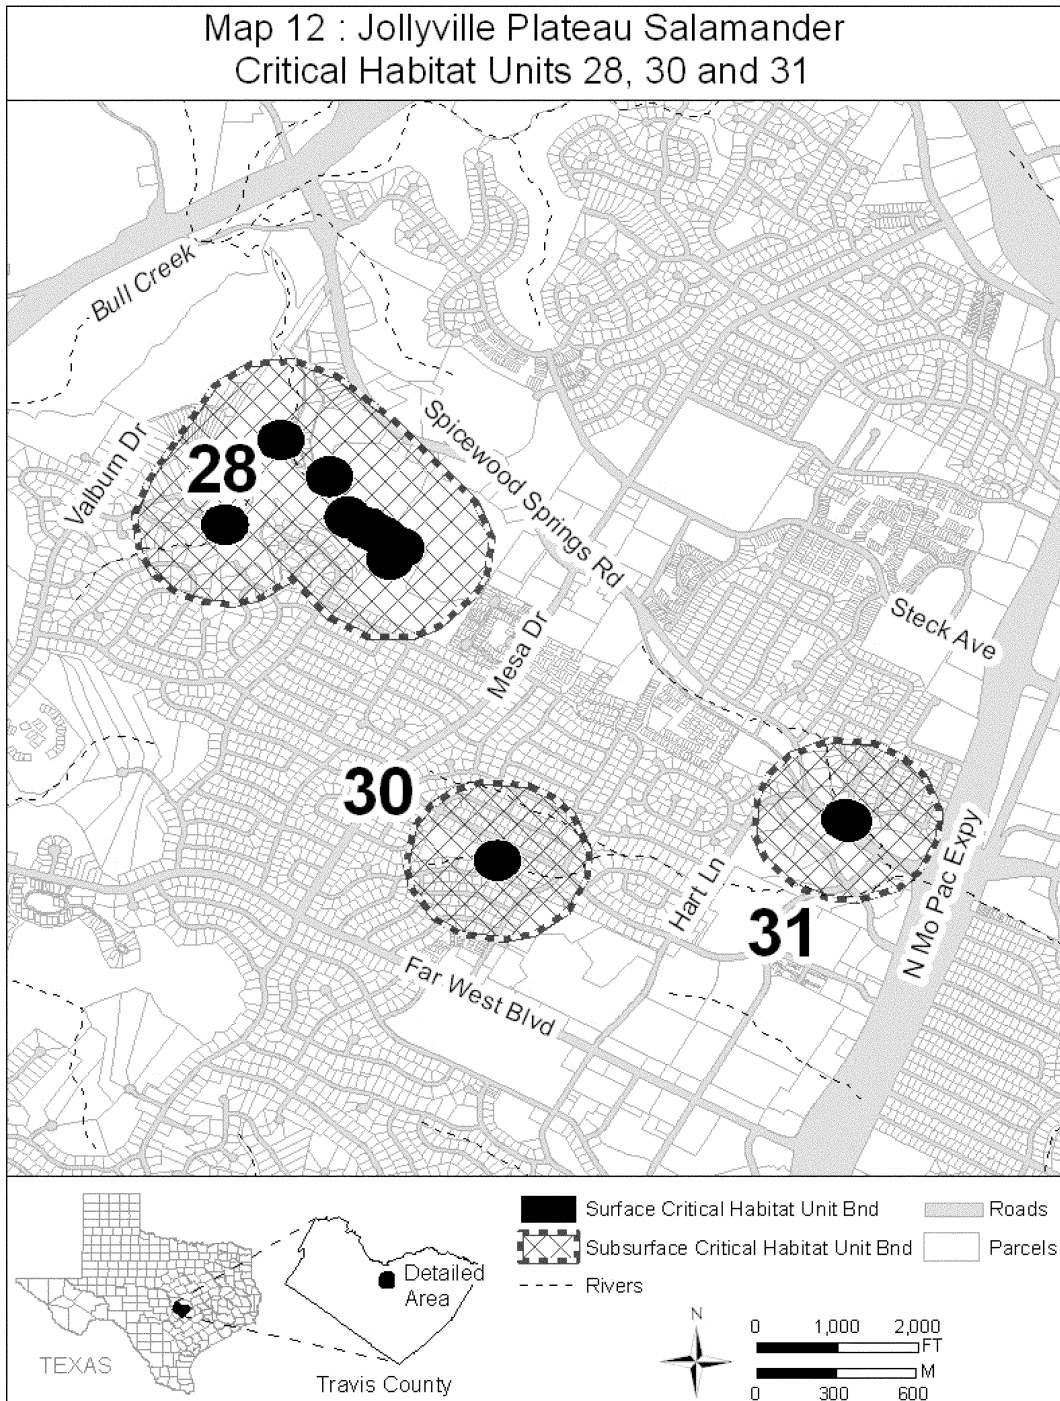 Map 12 : Jollyville Plateau Salamander
Critical Habitat Units 28, 30 and 31
Bull Creek
Valburn Dr
28
Spicewood Springs Rd
Mesa Dr
Steck Ave
30
Hart Ln
31
N Mo Pac Expy
Far West Blvd
Surface Critical Habitat Unit Bnd
Roads
Subsurface Critical Habitat Unit Bnd
Parcels
Rivers
Detailed
Area
TEXAS
Travis County
N
0 1,000 2,000
FT
M
0 300 600